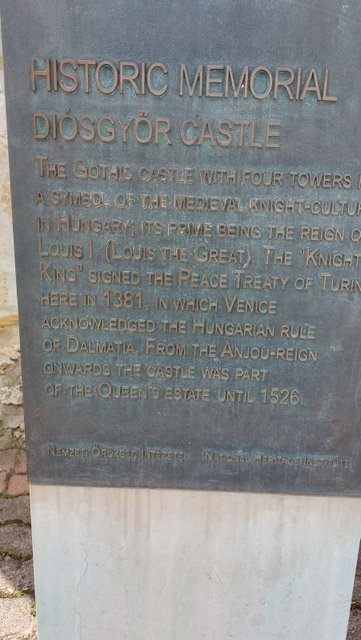 HISTORIC MEMORIAL
DIÓSGYŐR CASTLE
THE GOTHIC CASTLE WITH FOUR TOWERS
A SYMBOL OF THE MEDIEVAL KNIGHT-CULTUR
IN HUNGARY; ITS PRIME BEING THE REIGN O
LOUIS I. (LOUIS THE GREAT). THE "KNIGHT
KING" SIGNED THE PEACE TREATY OF TURIN
HERE IN 1381, IN WHICH VENICE
ACKNOWLEDGED THE HUNGARIAN RULE
OF DALMATIA. FROM THE ANJOU-REIGN
ONWARDS THE CASTLE WAS PART
OF THE QUEEN'S ESTATE UNTIL 1526.
NEMZETI ÖRÖKSÉG INTÉZETE NATIONAL HERITAGE INSTITUTE